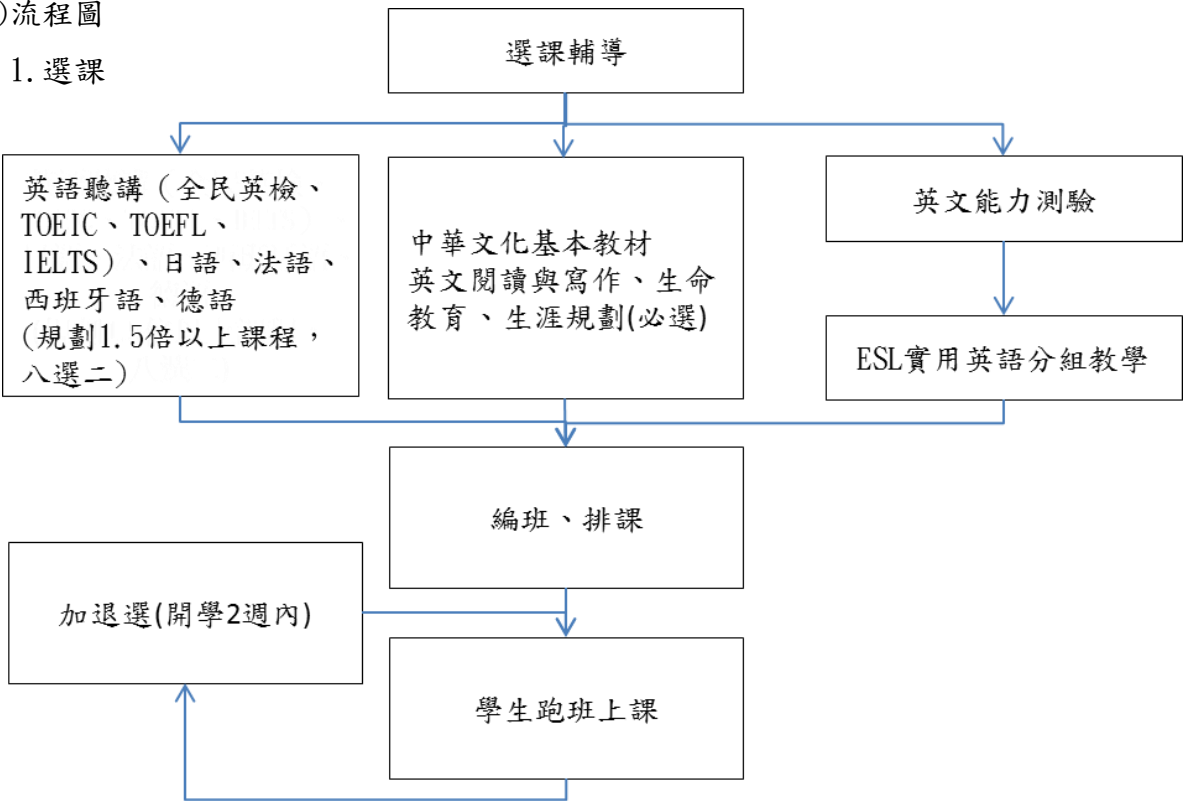 )流程圖
1.選課
選課輔導
英語聽講（全民英檢、
TOEIC、TOEFL、
IELTS）、日語、法語、
西班牙語、德語
(規劃1.5倍以上課程，
八選二）
中華文化基本教材
英文閱讀與寫作、生命
教育、生涯規劃(必選)
英文能力測驗
ESL實用英語分組教學
編班、排課
加退選(開學2週內)
學生跑班上課